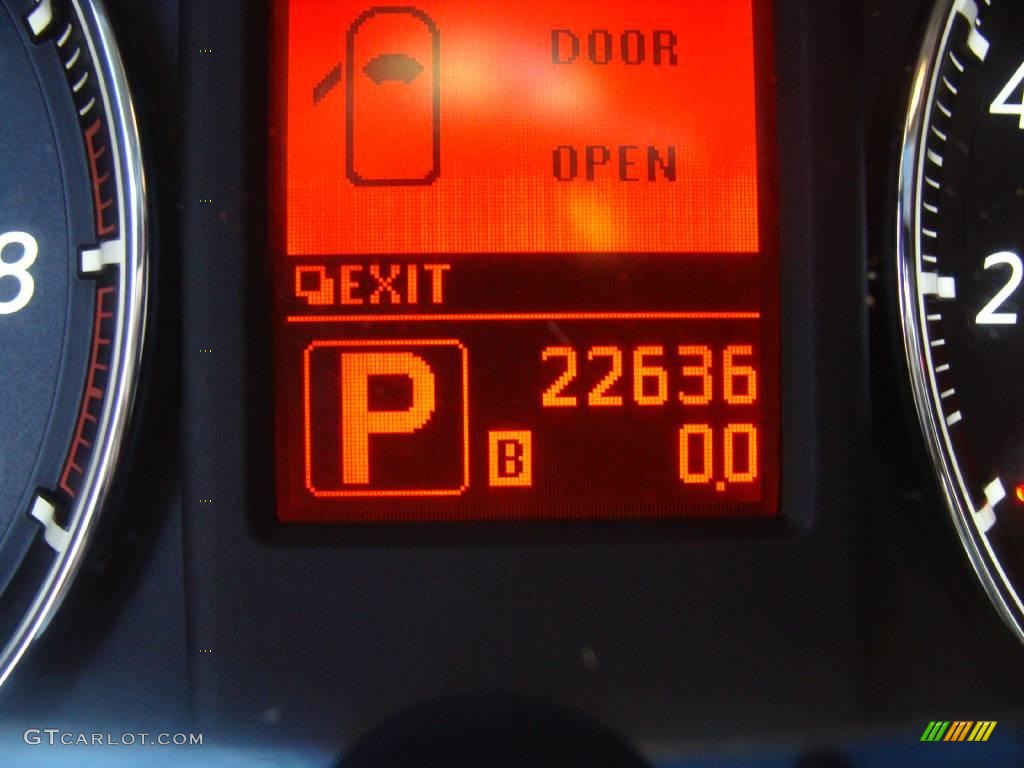 DOOR
OPEN
EXIT
P
22636
B
0.0
8
4
2
GTCARLOT.COM